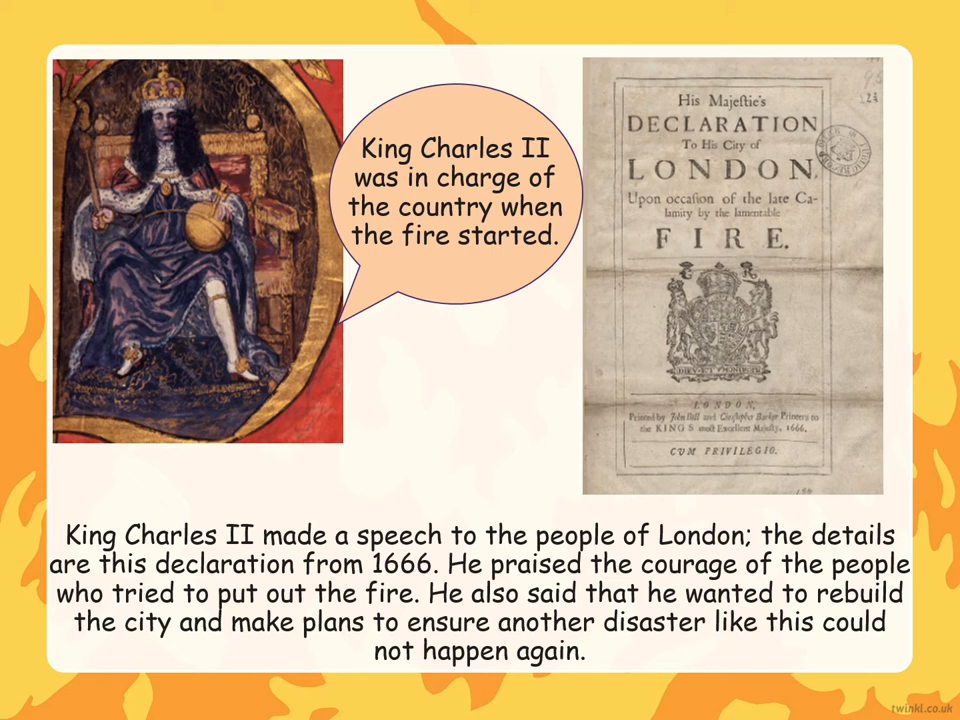 King Charles II
was in charge of
the country when
the fire started.
His Majeſtie's
DECLARATION
To His City of
LONDON,
Upon occaſion of the late Ca-
lamity by the lamentable
FIRE.
DIEV ET MON DROIT
LONDON,
Printed by John Bill and Chriſtopher Barker Printers to
the KINGS moſt Excellent Majeſty, 1666.
CVM PRIVILEGIO.
King Charles II made a speech to the people of London; the details
are this declaration from 1666. He praised the courage of the people
who tried to put out the fire. He also said that he wanted to rebuild
the city and make plans to ensure another disaster like this could
not happen again.
twinkl.co.uk